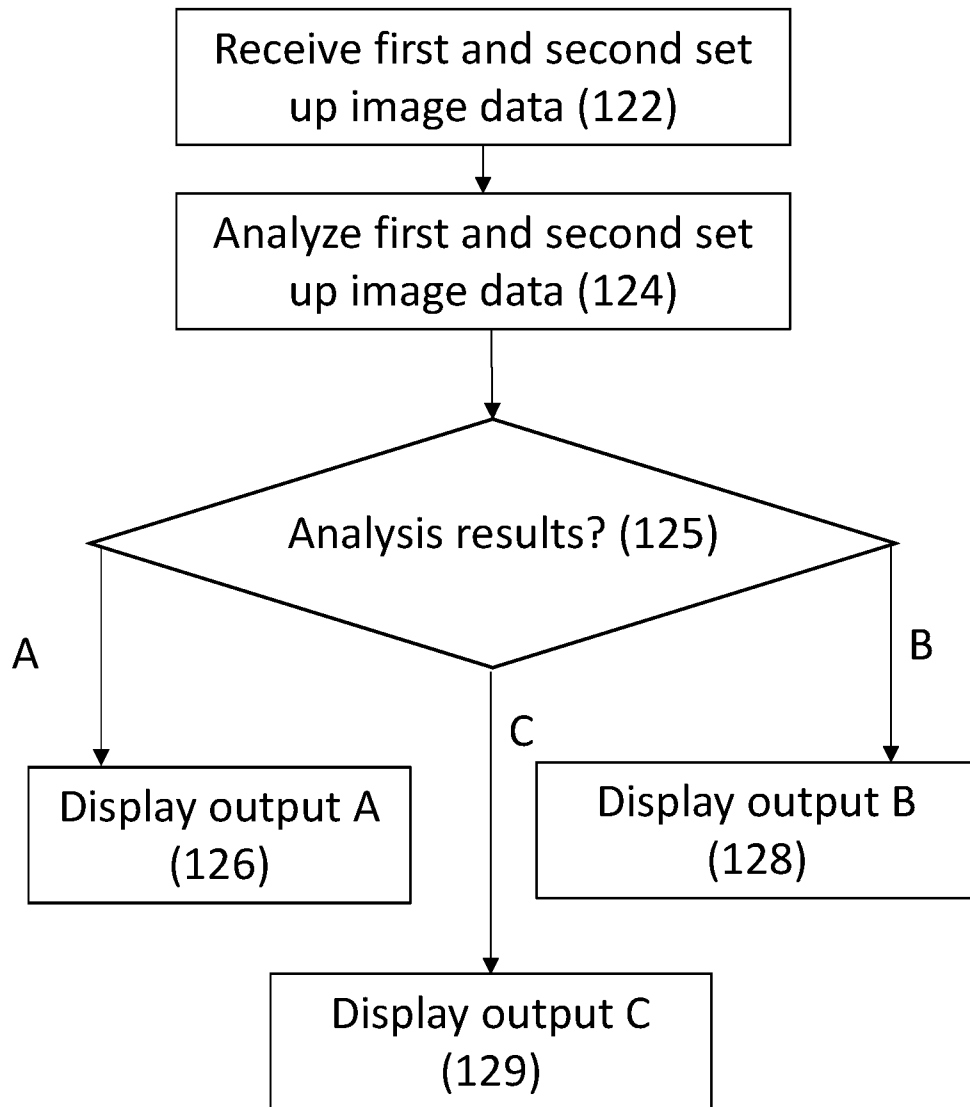 Receive first and second set
up image data (122)
Analyze first and second set
up image data (124)
Analysis results? (125)
A
B
C
Display output A
(126)
Display output B
(128)
Display output C
(129)